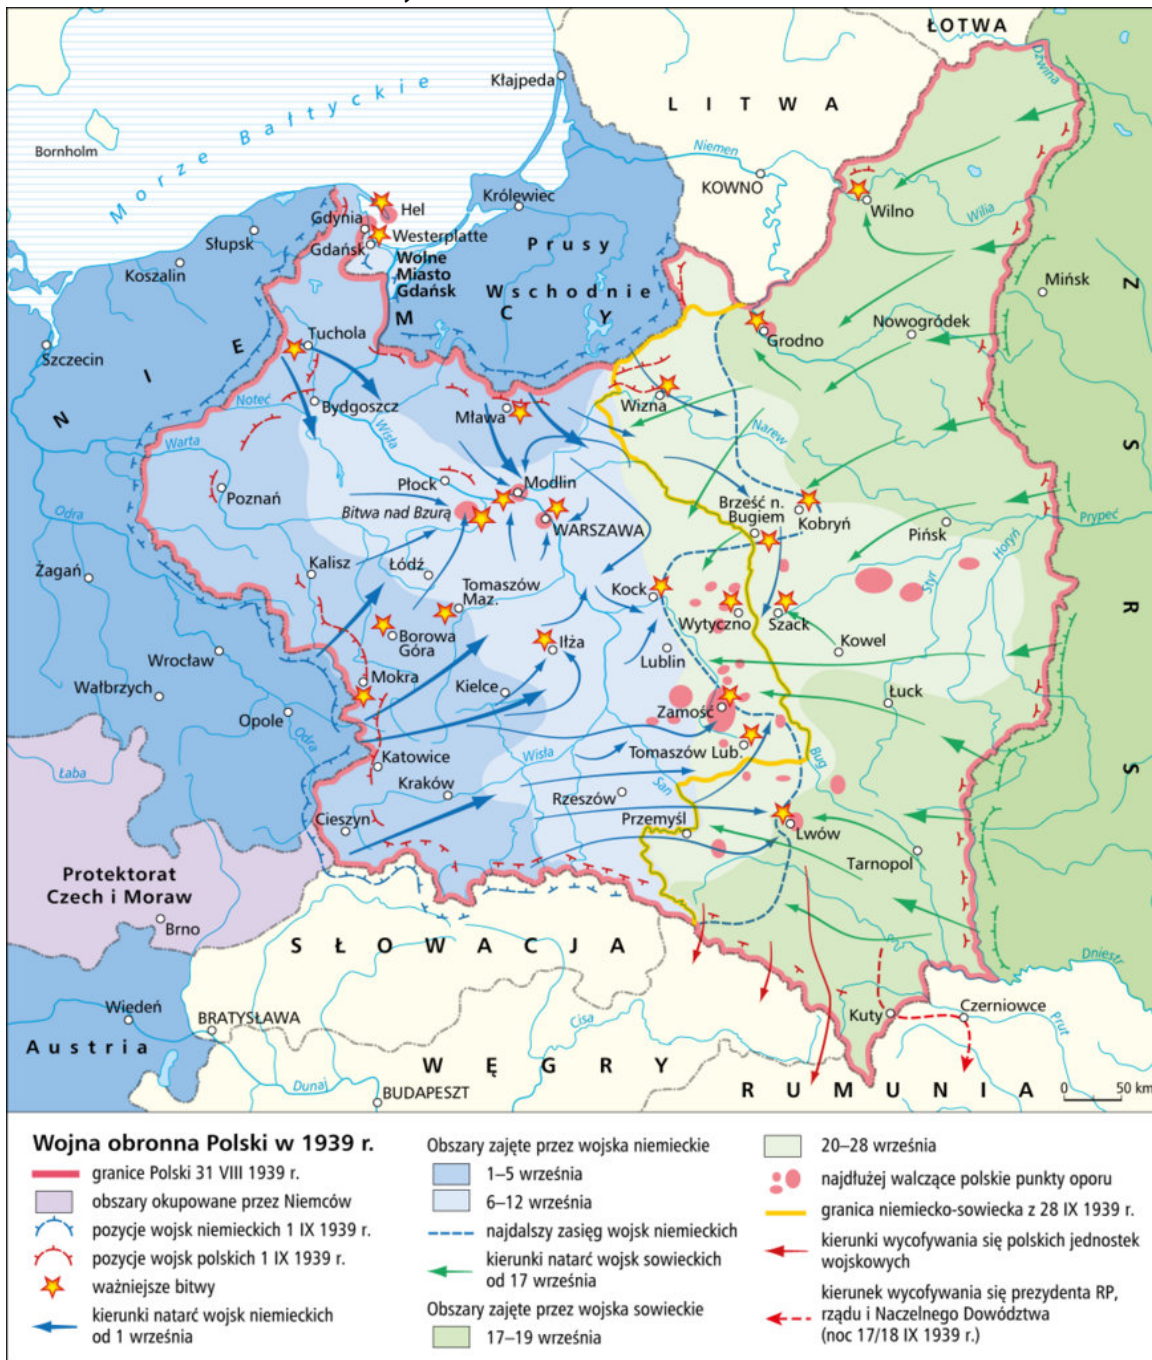 ŁOTWA
Dźwina
Kłajpeda
LITWA
Morze Bałtyckie
Bornholm
Niemen
KOWNO
Wilno
Wilia
Królewiec
Hel
Gdynia
Westerplatte
Gdańsk
Wolne
Miasto
Gdańsk
Słupsk
Koszalin
Prusy
Wschodnie
Mińsk
ZSRS
NIEMCY
Szczecin
Tuchola
Grodno
Nowogródek
Noteć
Bydgoszcz
Mława
Wizna
Wisła
Narew
Warta
Poznań
Płock
Modlin
Bitwa nad Bzurą
WARSZAWA
Brześć n.
Bugiem
Kobryń
Pińsk
Prypeć
Horyń
Styr
Odra
Żagań
Kalisz
Łódź
Tomaszów
Maz.
Kock
Wytyczno
Szack
Kowel
Borowa
Góra
Iłża
Lublin
Wrocław
Wałbrzych
Mokra
Kielce
Zamość
Łuck
Opole
Odra
Katowice
Wisła
Tomaszów Lub.
Bug
Łaba
Kraków
Rzeszów
San
Przemyśl
Lwów
Cieszyn
Tarnopol
Protektorat
Czech i Moraw
Brno
SŁOWACJA
Dniestr
Wiedeń
BRATYSŁAWA
Austria
Cisa
Kuty
Czerniowce
Prut
WĘGRY
Dunaj
BUDAPESZT
RUMUNIA
0 50 km
Wojna obronna Polski w 1939 r.
granice Polski 31 VIII 1939 r.
obszary okupowane przez Niemców
pozycje wojsk niemieckich 1 IX 1939 r.
pozycje wojsk polskich 1 IX 1939 r.
ważniejsze bitwy
kierunki natarć wojsk niemieckich
od 1 września
Obszary zajęte przez wojska niemieckie
1–5 września
6–12 września
najdalszy zasięg wojsk niemieckich
kierunki natarć wojsk sowieckich
od 17 września
Obszary zajęte przez wojska sowieckie
17–19 września
20–28 września
najdłużej walczące polskie punkty oporu
granica niemiecko-sowiecka z 28 IX 1939 r.
kierunki wycofywania się polskich jednostek
wojskowych
kierunek wycofywania się prezydenta RP,
rządu i Naczelnego Dowództwa
(noc 17/18 IX 1939 r.)